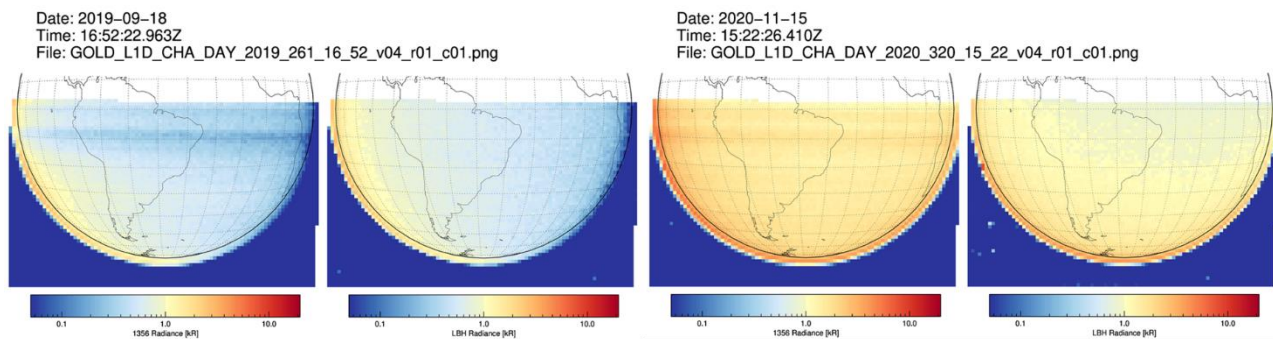 Date: 2019-09-18
Time: 16:52:22.963Z
File: GOLD_L1D_CHA_DAY_2019_261_16_52_v04_r01_c01.png
0.1 1.0 10.0
1356 Radiance [kR]
0.1 1.0 10.0
LBH Radiance [kR]
Date: 2020-11-15
Time: 15:22:26.410Z
File: GOLD_L1D_CHA_DAY_2020_320_15_22_v04_r01_c01.png
0.1 1.0 10.0
1356 Radiance [kR]
0.1 1.0 10.0
LBH Radiance [kR]